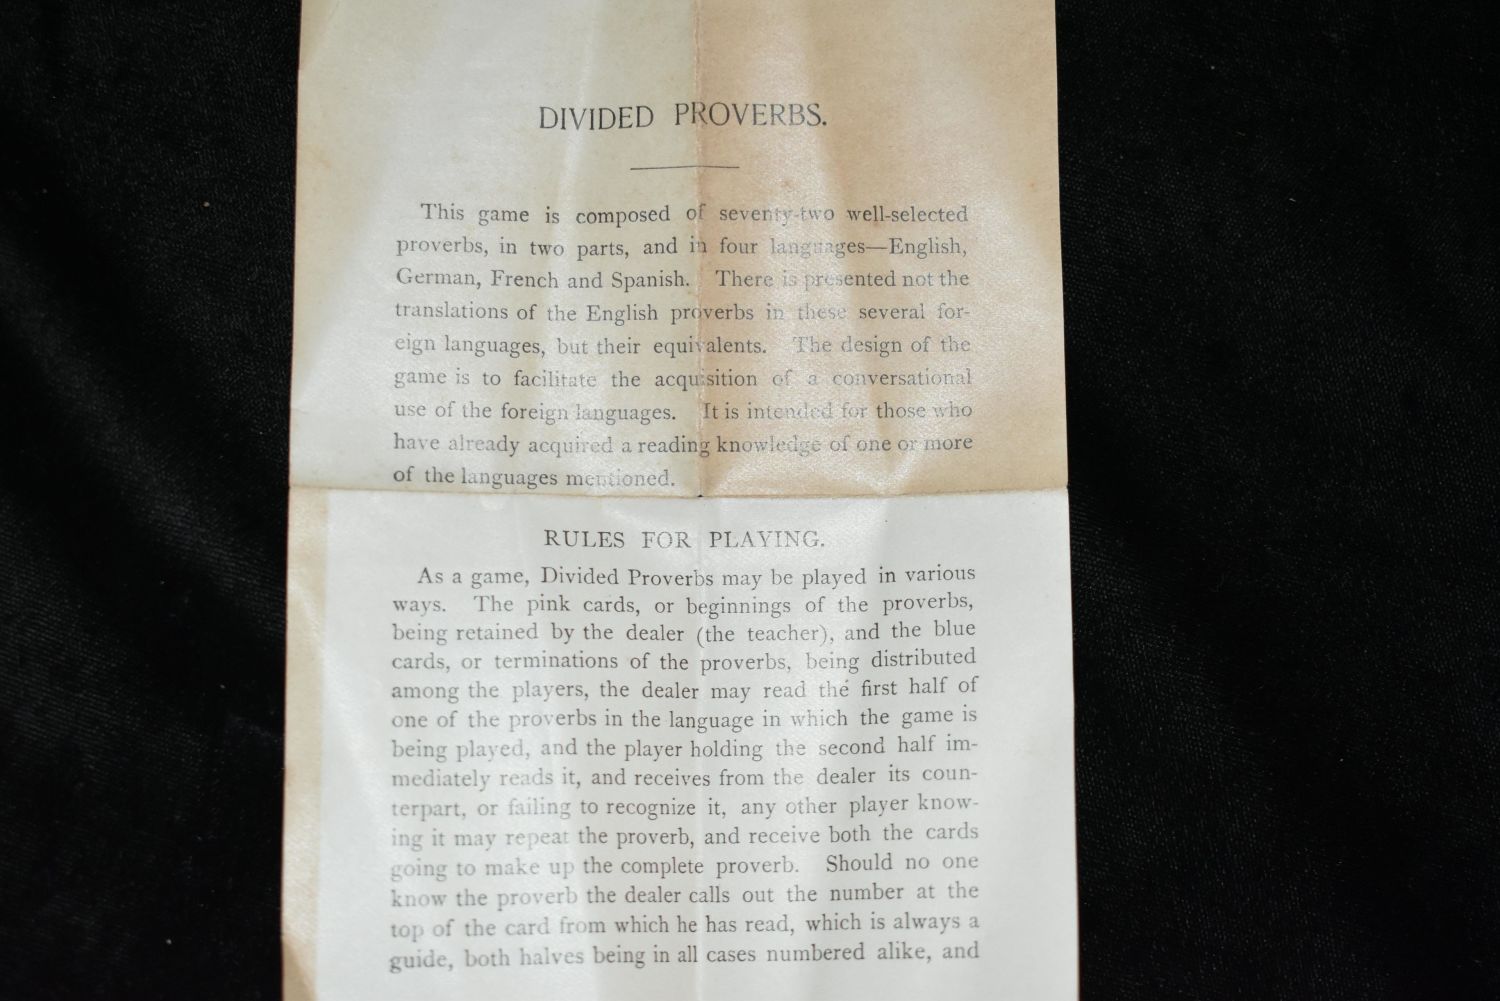 DIVIDED PROVERBS.
This game is composed of seventy-two well-selected
proverbs, in two parts, and in four languages—English,
German, French and Spanish. There is presented not the
translations of the English proverbs in these several for-
eign languages, but their equivalents. The design of the
game is to facilitate the acquisition of a conversational
use of the foreign languages. It is intended for those who
have already acquired a reading knowledge of one or more
of the languages mentioned.
RULES FOR PLAYING.
As a game, Divided Proverbs may be played in various
ways. The pink cards, or beginnings of the proverbs,
being retained by the dealer (the teacher), and the blue
cards, or terminations of the proverbs, being distributed
among the players, the dealer may read the first half of
one of the proverbs in the language in which the game is
being played, and the player holding the second half im-
mediately reads it, and receives from the dealer its coun-
terpart, or failing to recognize it, any other player know-
ing it may repeat the proverb, and receive both the cards
going to make up the complete proverb. Should no one
know the proverb the dealer calls out the number at the
top of the card from which he has read, which is always a
guide, both halves being in all cases numbered alike, and